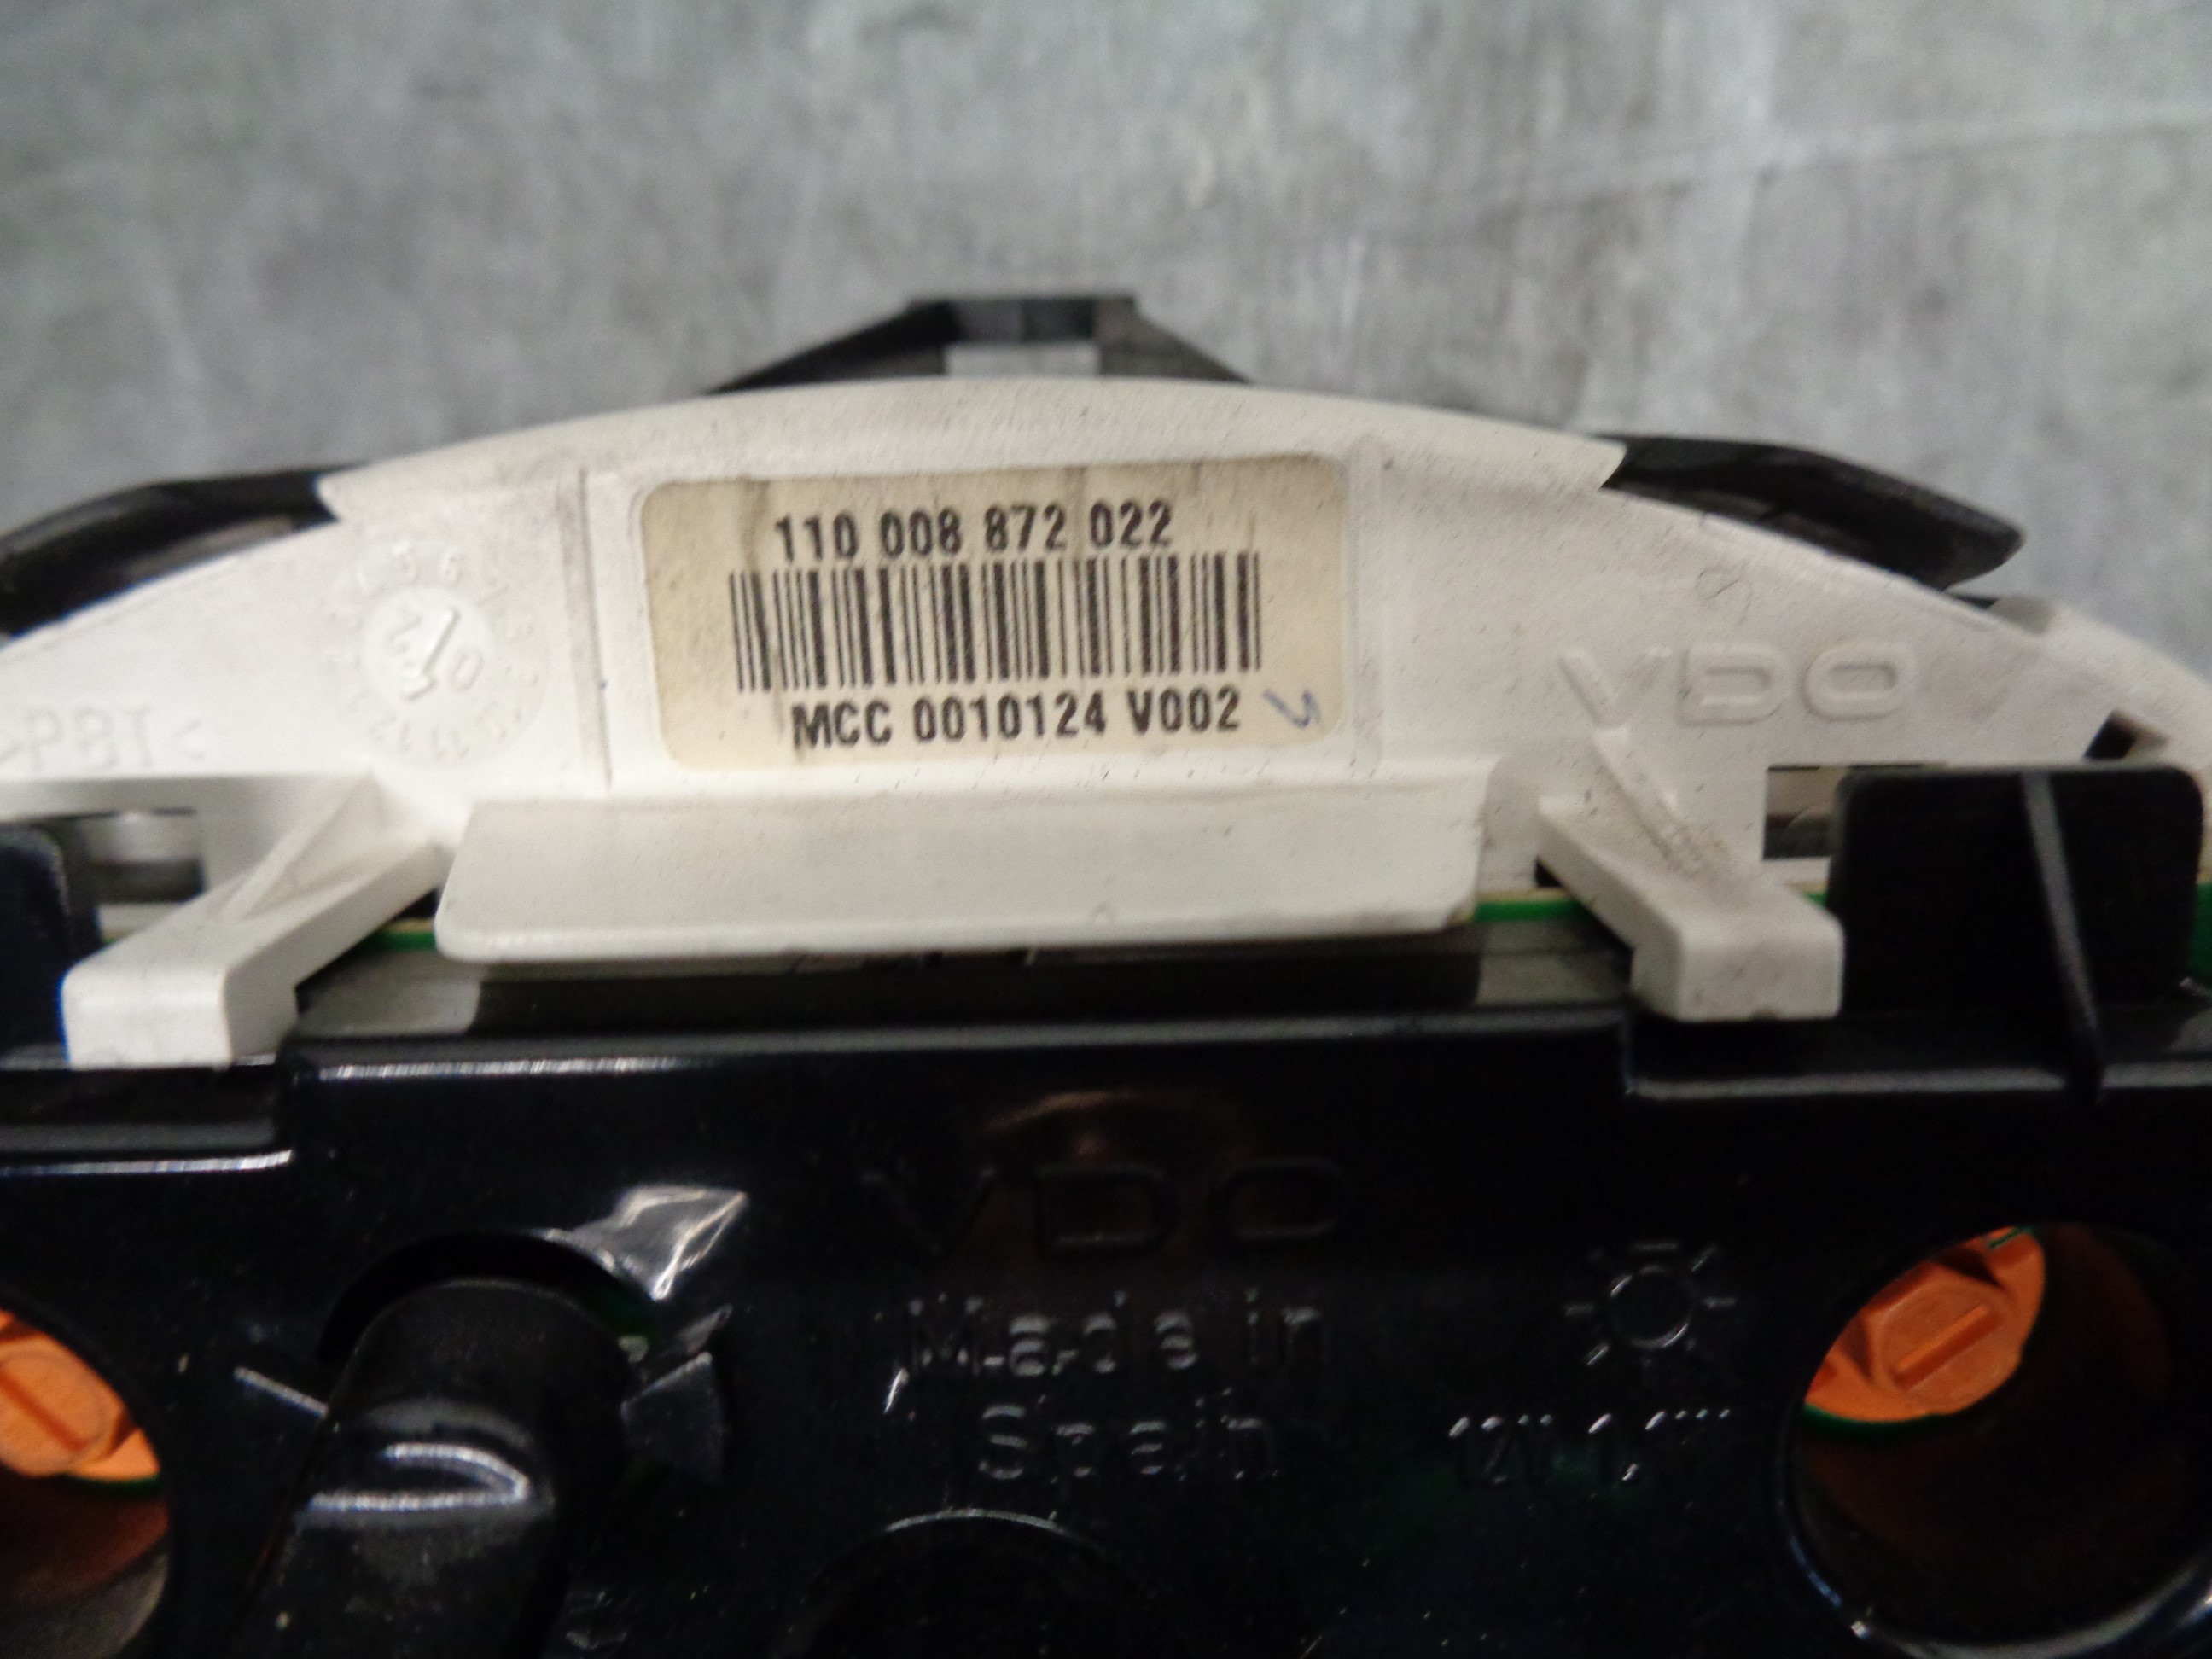 110 008 872 022
MCC 0010124 V002
VDO
>PBT<
VDO
Made in
Spain